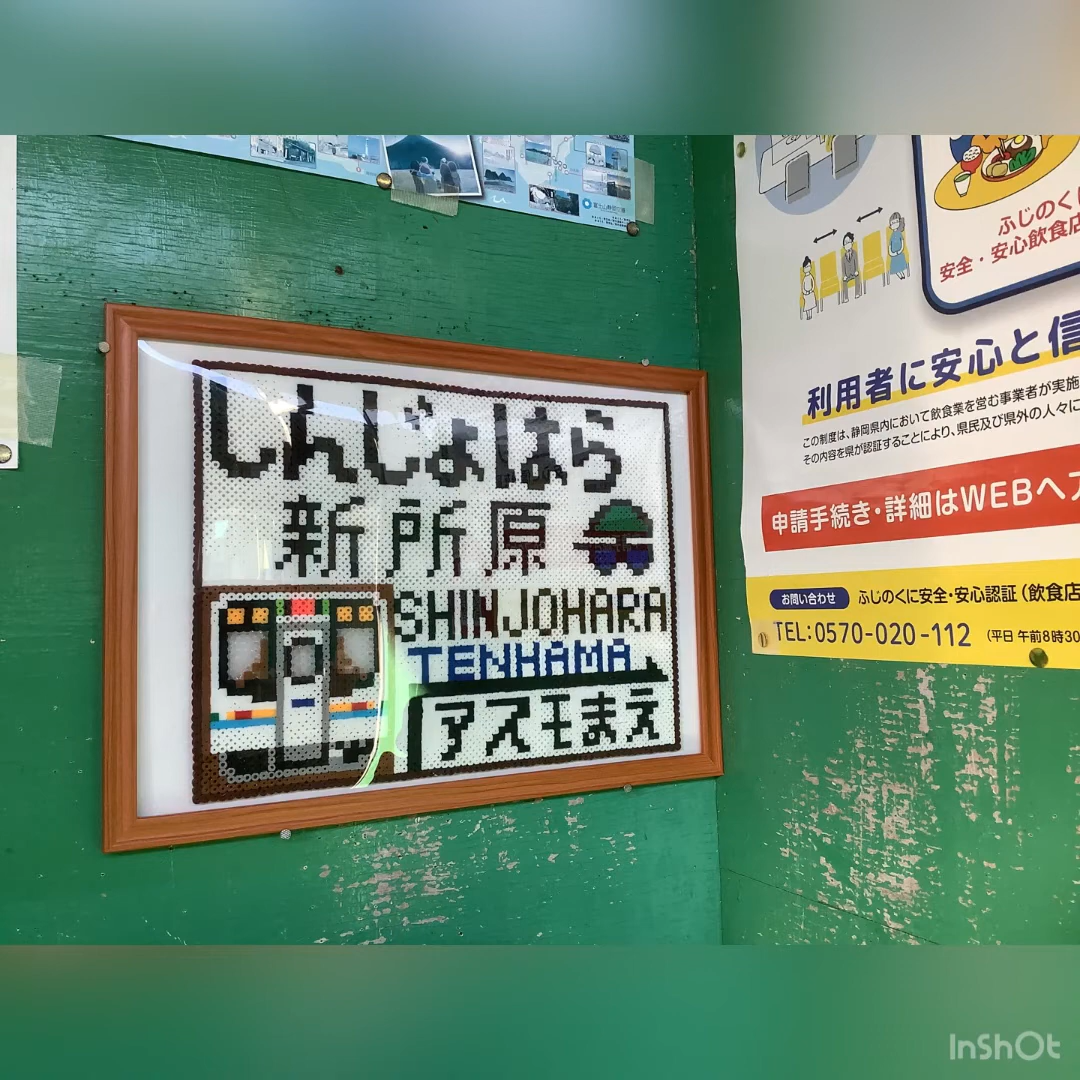 しんじょはら
新所原
SHINJOHARA
TENHAMA
アスモまえ
ふじのくに
安全・安心飲食店
利用者に安心と信
この制度は、静岡県内において飲食業を営む事業者が実施
その内容を県が認証することにより、県民及び県外の人々に
申請手続き・詳細はWEBへ
お問い合わせ ふじのくに安全・安心認証（飲食店
TEL:0570-020-112 （平日 午前8時30
InShOt